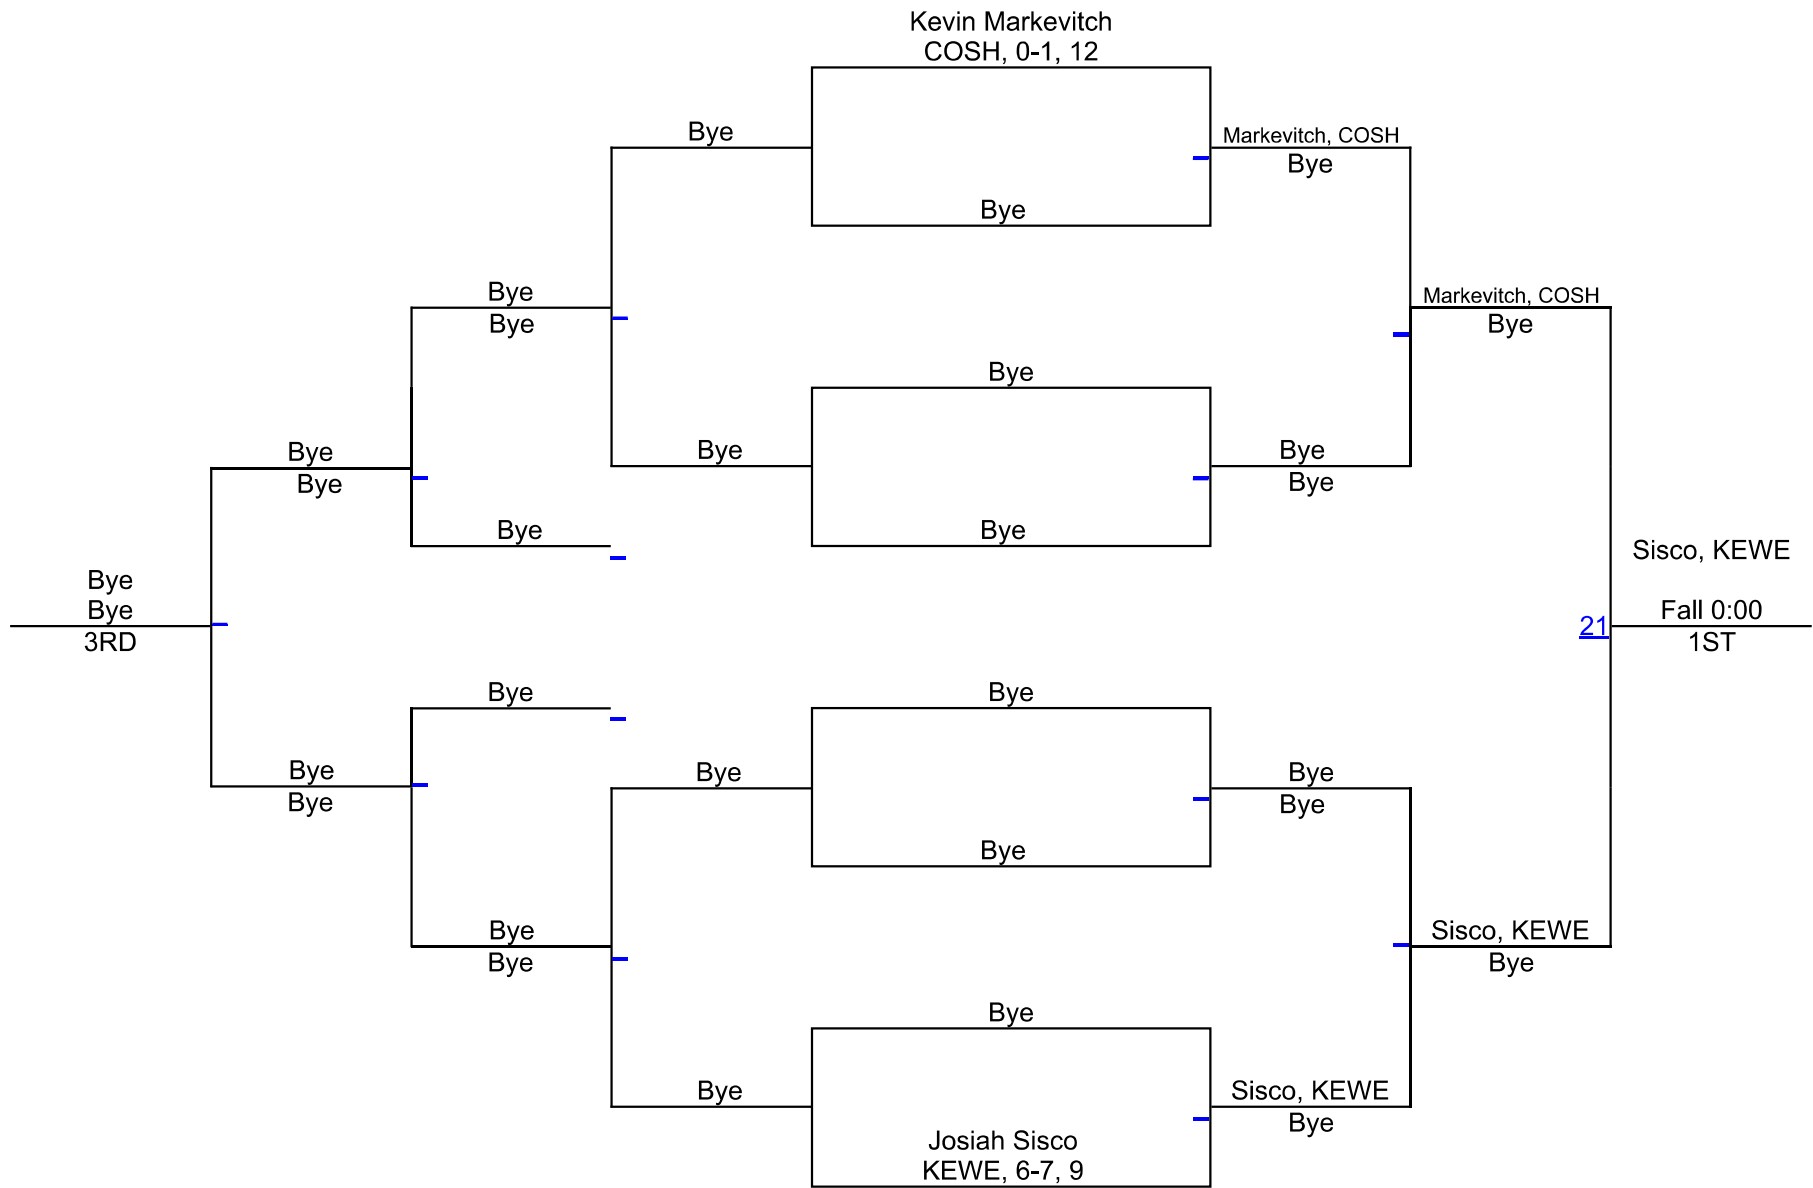 Kevin Markevitch
COSH, 0-1, 12
Bye
Markevitch, COSH
Bye
Bye
Bye
Markevitch, COSH
Bye
Bye
Bye
Bye
Bye
Bye
Bye
Bye
Bye
Bye
Bye
Sisco, KEWE
Bye
Bye
3RD
21
Fall 0:00
1ST
Bye
Bye
Bye
Bye
Bye
Bye
Bye
Bye
Bye
Bye
Sisco, KEWE
Bye
Bye
Bye
Sisco, KEWE
Bye
Josiah Sisco
KEWE, 6-7, 9